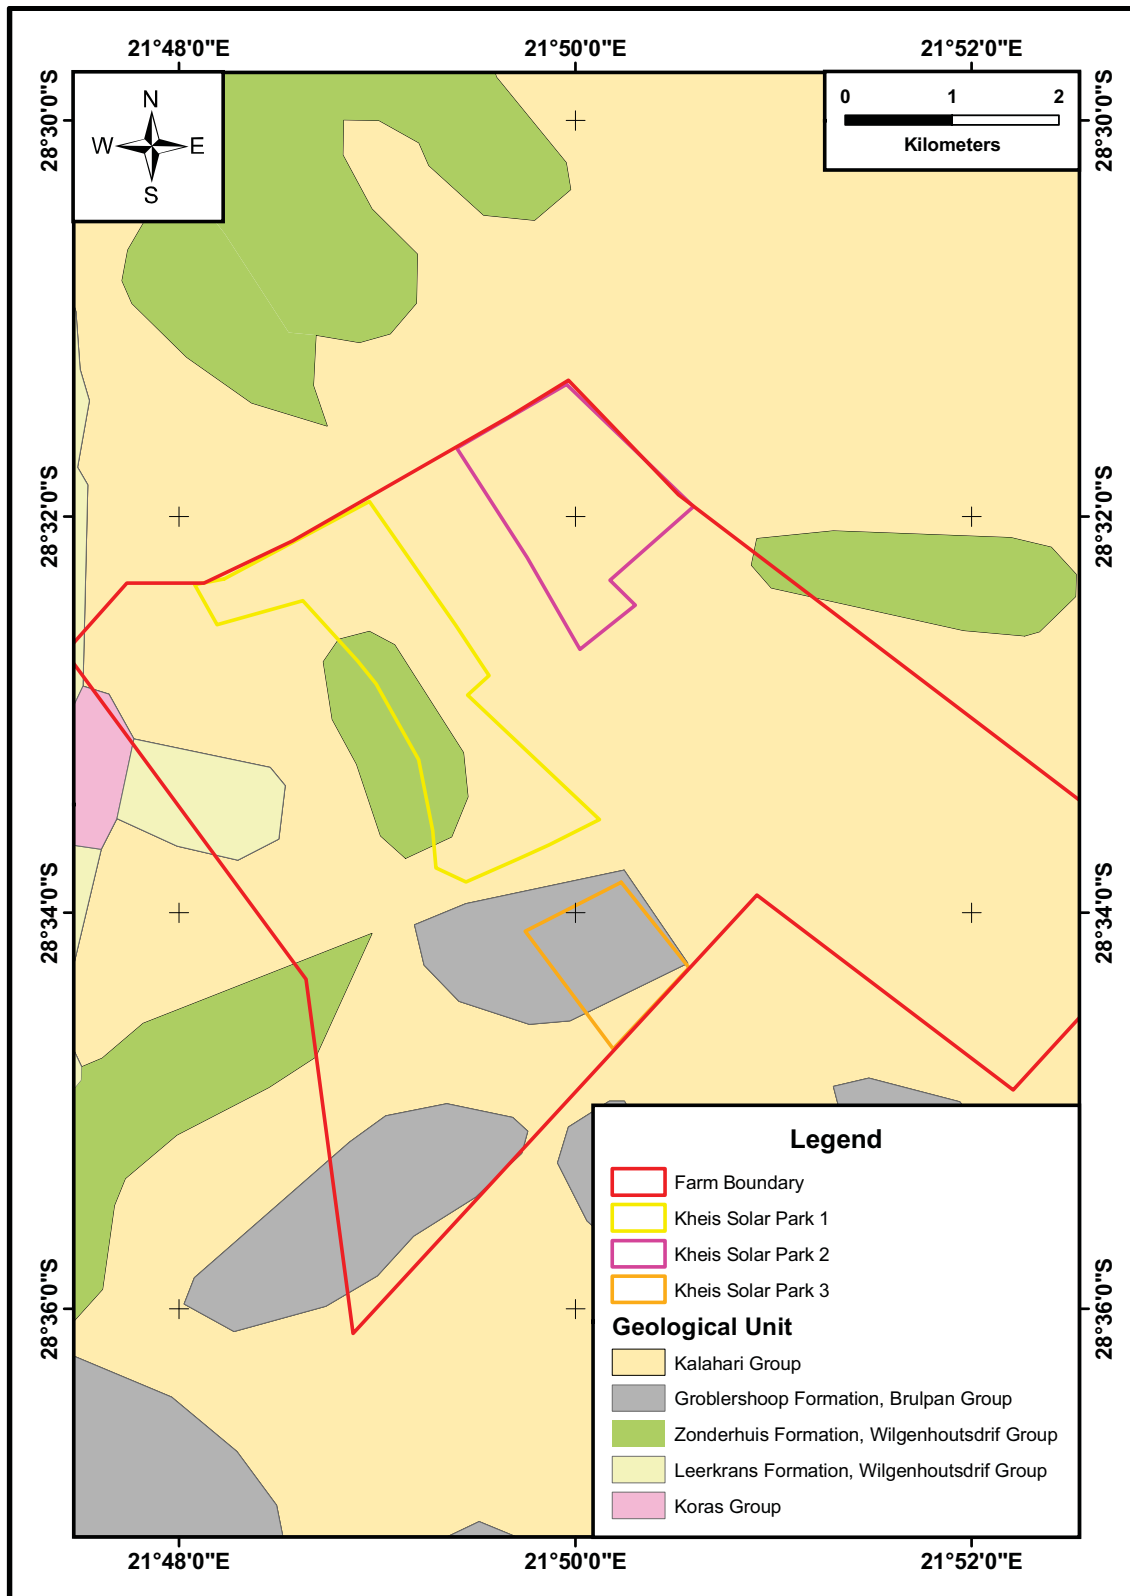 21°48'0"E 21°50'0"E 21°52'0"E
N
W E
S
0 1 2
Kilometers
28°30'0"S 28°30'0"S
28°32'0"S 28°32'0"S
28°34'0"S 28°34'0"S
28°36'0"S 28°36'0"S
Legend
Farm Boundary
Kheis Solar Park 1
Kheis Solar Park 2
Kheis Solar Park 3
Geological Unit
Kalahari Group
Groblershoop Formation, Brulpan Group
Zonderhuis Formation, Wilgenhoutsdrif Group
Leerkrans Formation, Wilgenhoutsdrif Group
Koras Group
21°48'0"E 21°50'0"E 21°52'0"E